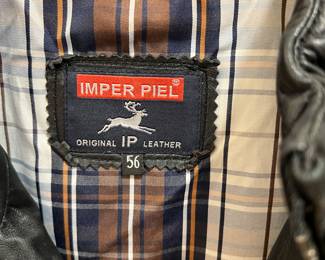 IMPER PIEL®
ORIGINAL IP LEATHER
56